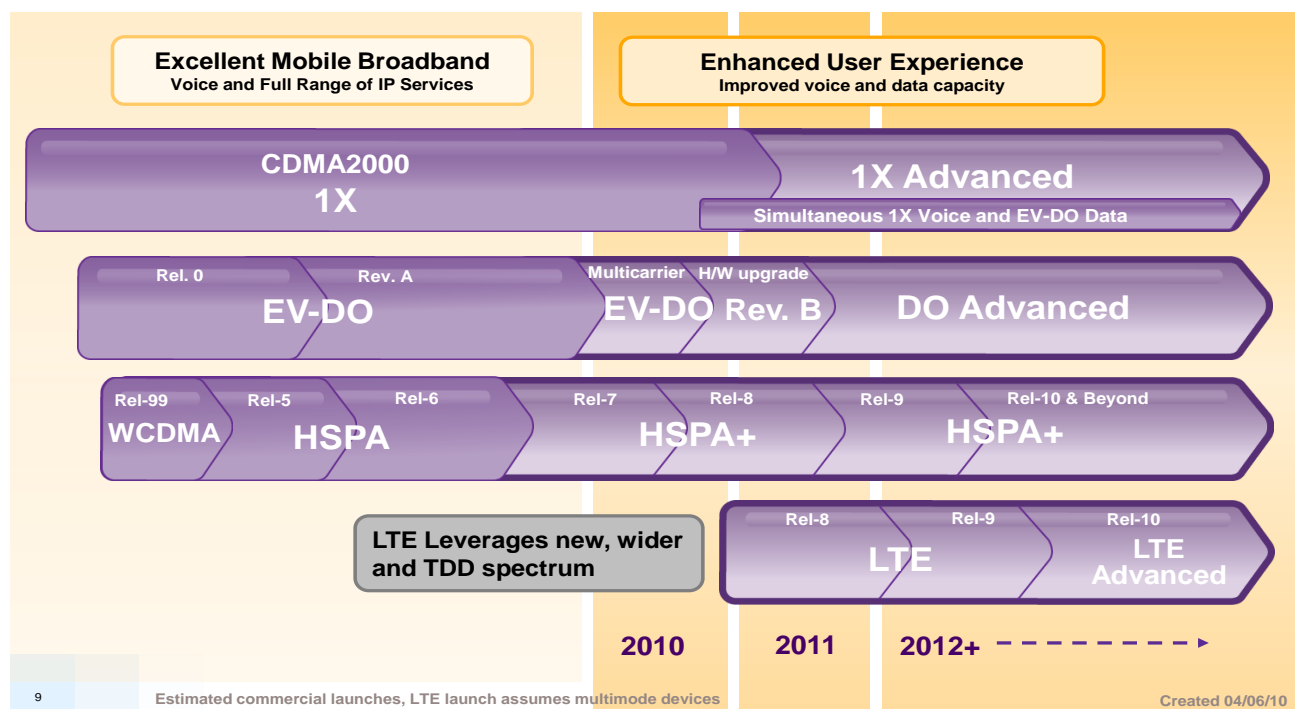 Excellent Mobile Broadband
Voice and Full Range of IP Services
Enhanced User Experience
Improved voice and data capacity
CDMA2000
1X
1X Advanced
Simultaneous 1X Voice and EV-DO Data
Rel. 0
Rev. A
EV-DO
Multicarrier
H/W upgrade
EV-DO Rev. B
DO Advanced
Rel-99
WCDMA
Rel-5
Rel-6
HSPA
Rel-7
Rel-8
HSPA+
Rel-9
Rel-10 & Beyond
HSPA+
LTE Leverages new, wider
and TDD spectrum
Rel-8
Rel-9
LTE
Rel-10
LTE
Advanced
2010
2011
2012+
9
Estimated commercial launches, LTE launch assumes multimode devices
Created 04/06/10